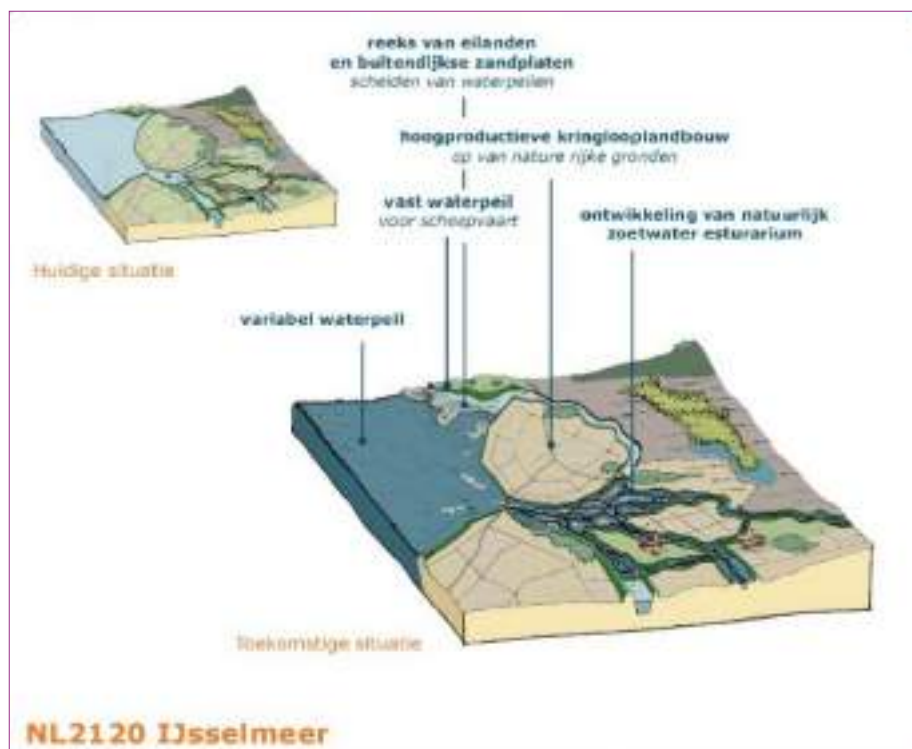 reeks van eilanden
en buitendijkse zandplaten
scheiden van waterpeilen
hoogproductieve kringlooplandbouw
op van nature rijke gronden
vast waterpeil
voor scheepvaart
ontwikkeling van natuurlijk
zoetwater esturarium
Huidige situatie
variabel waterpeil
Toekomstige situatie
NL2120 IJsselmeer